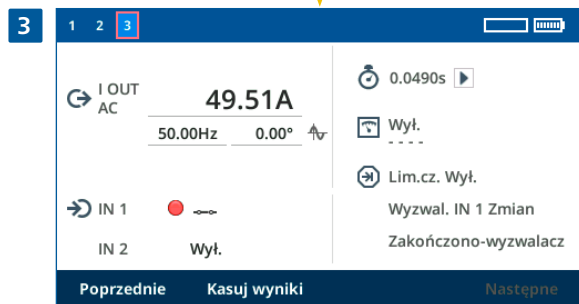 3
1 2 3
I OUT
AC
49.51A
50.00Hz 0.00°
0.0490s
Wył.
- - - -
Lim.cz. Wył.
IN 1
Wyzwal. IN 1 Zmian
IN 2 Wył.
Zakończono-wyzwalacz
Poprzednie Kasuj wyniki Następne